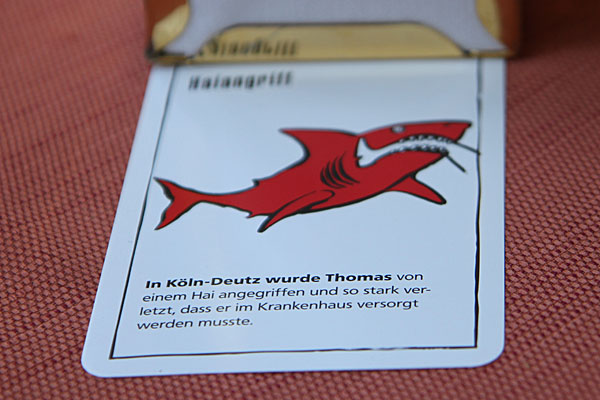 Haiangriff
In Köln-Deutz wurde Thomas von
einem Hai angegriffen und so stark ver-
letzt, dass er im Krankenhaus versorgt
werden musste.